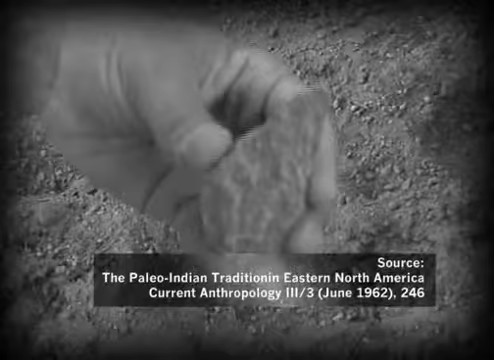 Source:
The Paleo-Indian Traditionin Eastern North America
Current Anthropology III/3 (June 1962), 246